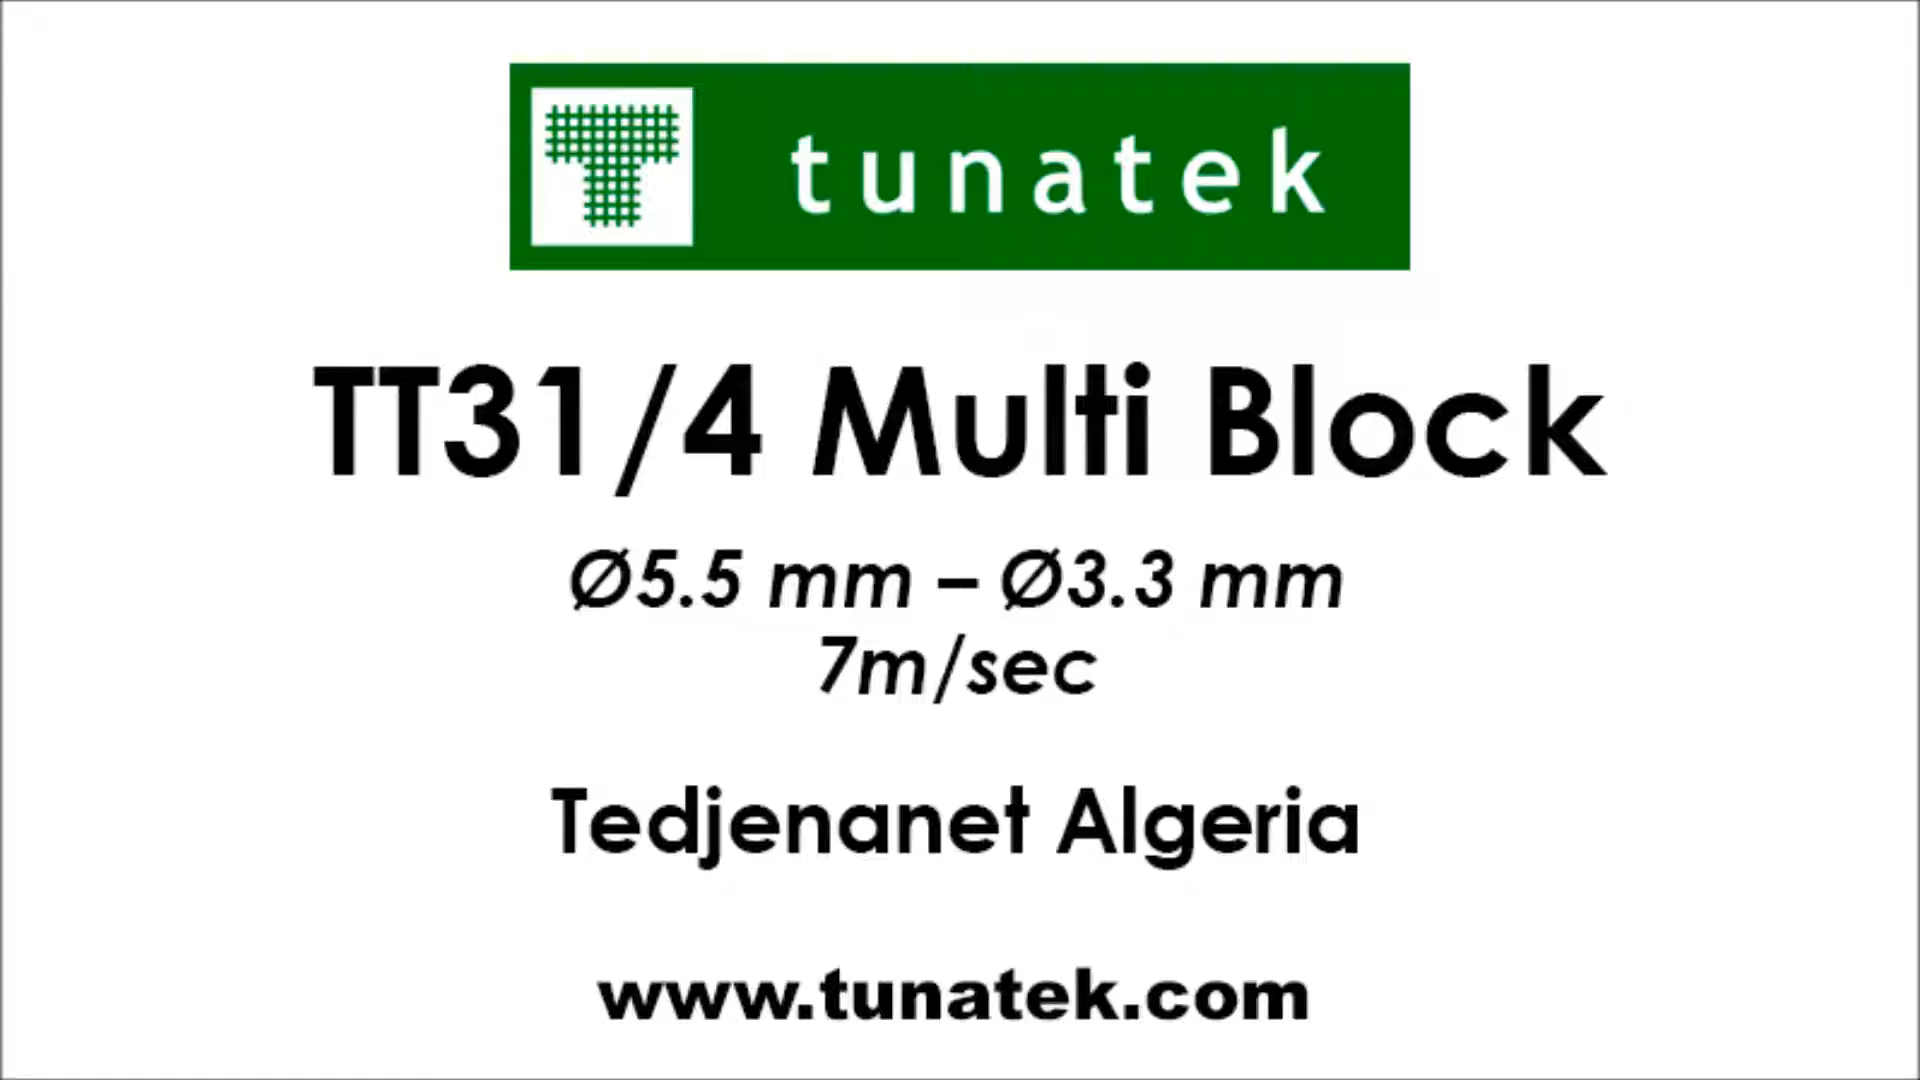 tunatek
TT31/4 Multi Block
Ø5.5 mm – Ø3.3 mm
7m/sec
Tedjenanet Algeria
www.tunatek.com